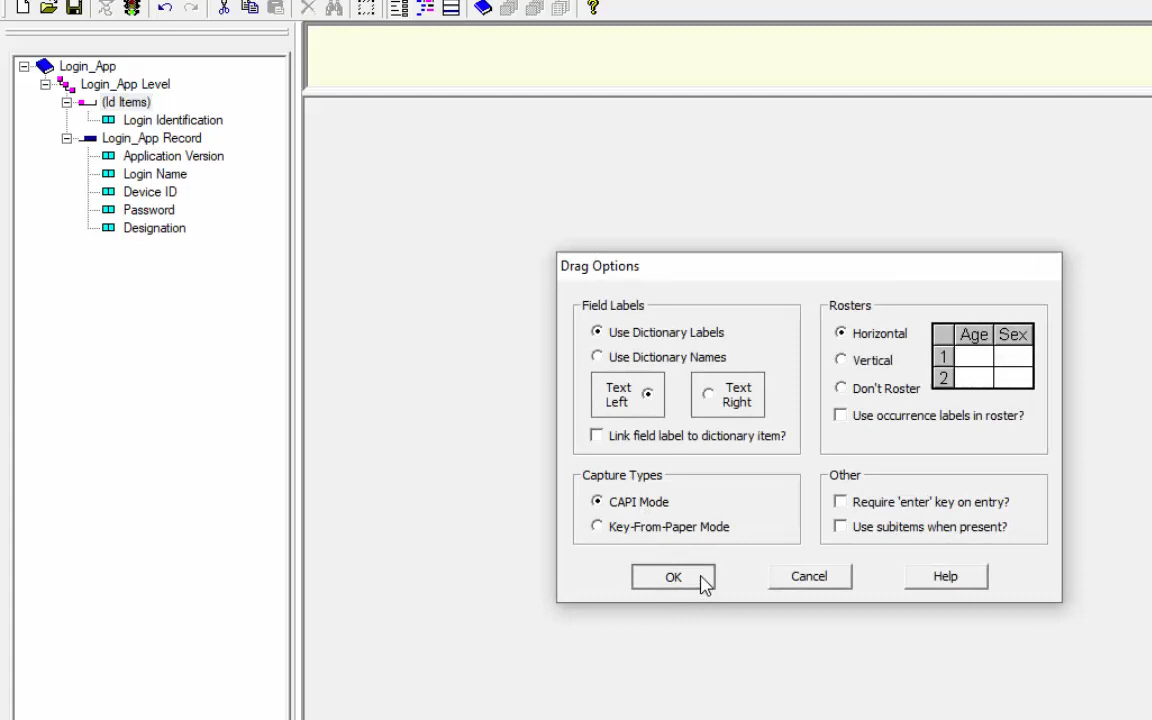 Login_App
Login_App Level
(Id Items)
Login Identification
Login_App Record
Application Version
Login Name
Device ID
Password
Designation
Drag Options
Field Labels
Use Dictionary Labels
Use Dictionary Names
Text Left
Text Right
Link field label to dictionary item?
Rosters
Horizontal
Vertical
Don't Roster
Age Sex
1
2
Use occurrence labels in roster?
Capture Types
CAPI Mode
Key-From-Paper Mode
Other
Require 'enter' key on entry?
Use subitems when present?
OK
Cancel
Help